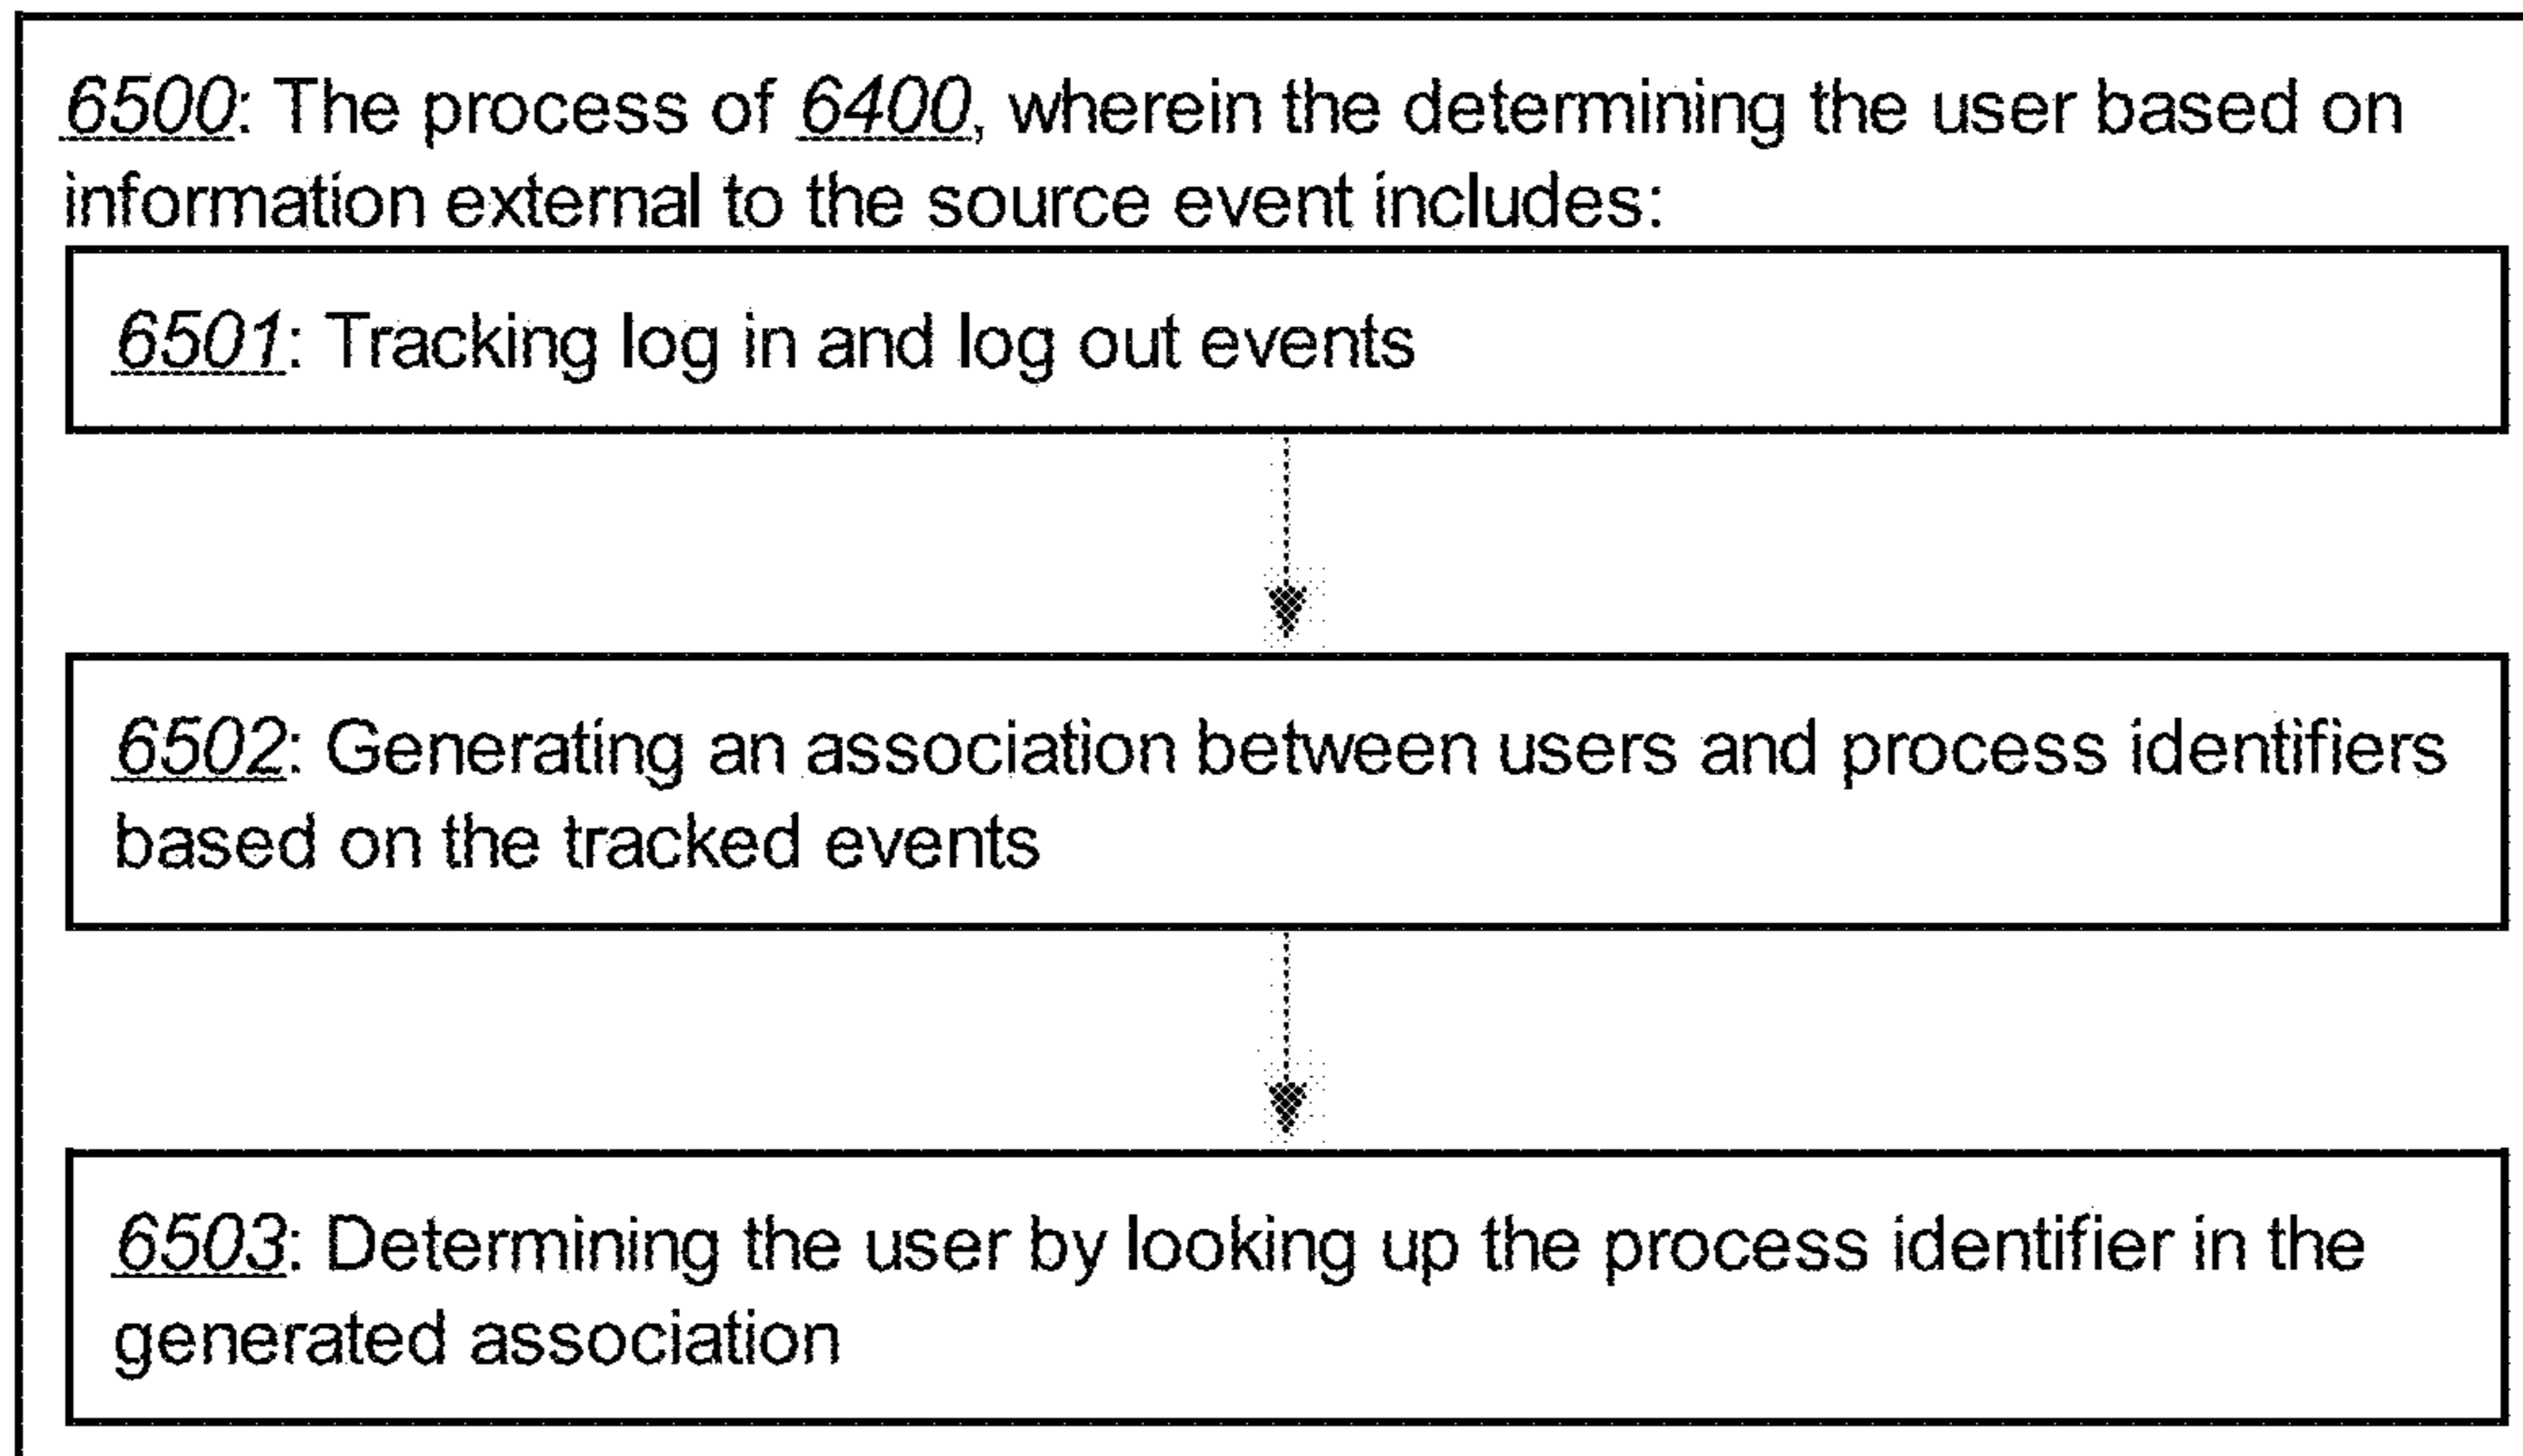 6500: The process of 6400, wherein the determining the user based on
information external to the source event includes:
6501: Tracking log in and log out events
6502: Generating an association between users and process identifiers
based on the tracked events
6503: Determining the user by looking up the process identifier in the
generated association